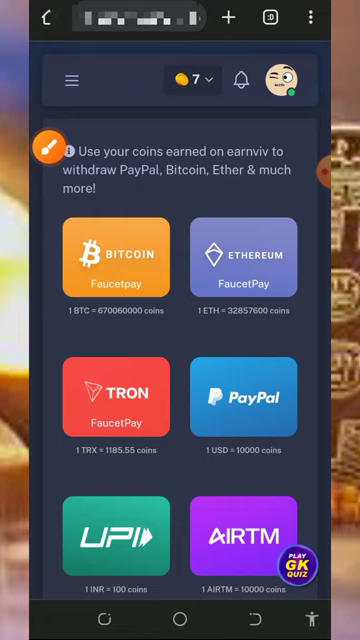 :D
7
Use your coins earned on earnviv to
withdraw PayPal, Bitcoin, Ether & much
more!
BITCOIN
FaucetPay
ETHEREUM
FaucetPay
1 BTC = 670060000 coins
1 ETH = 32857600 coins
TRON
FaucetPay
PayPal
1 TRX = 1185.55 coins
1 USD = 10000 coins
UPI
AIRTM
PLAY
GK
QUIZ
1 INR = 100 coins
1 AIRTM = 10000 coins